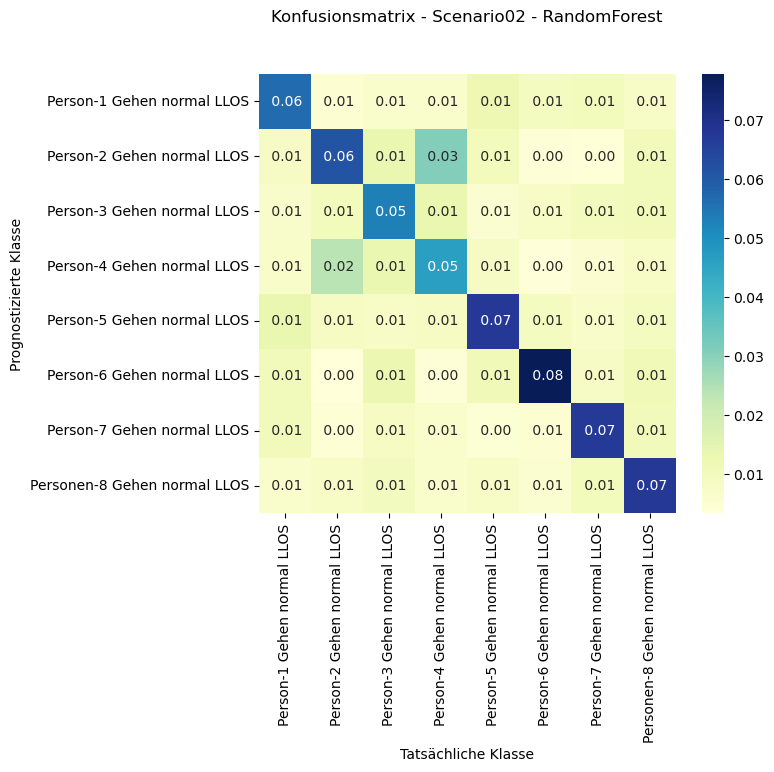 Konfusionsmatrix - Scenario02 - RandomForest
Person-1 Gehen normal LLOS 0.06 0.01 0.01 0.01 0.01 0.01 0.01 0.01
Person-2 Gehen normal LLOS 0.01 0.06 0.01 0.03 0.01 0.00 0.00 0.01
Person-3 Gehen normal LLOS 0.01 0.01 0.05 0.01 0.01 0.01 0.01 0.01
Person-4 Gehen normal LLOS 0.01 0.02 0.01 0.05 0.01 0.00 0.01 0.01
Person-5 Gehen normal LLOS 0.01 0.01 0.01 0.01 0.07 0.01 0.01 0.01
Person-6 Gehen normal LLOS 0.01 0.00 0.01 0.00 0.01 0.08 0.01 0.01
Person-7 Gehen normal LLOS 0.01 0.00 0.01 0.01 0.00 0.01 0.07 0.01
Personen-8 Gehen normal LLOS 0.01 0.01 0.01 0.01 0.01 0.01 0.01 0.07
Prognostizierte Klasse
Person-1 Gehen normal LLOS
Person-2 Gehen normal LLOS
Person-3 Gehen normal LLOS
Person-4 Gehen normal LLOS
Person-5 Gehen normal LLOS
Person-6 Gehen normal LLOS
Person-7 Gehen normal LLOS
Personen-8 Gehen normal LLOS
Tatsächliche Klasse
0.07
0.06
0.05
0.04
0.03
0.02
0.01